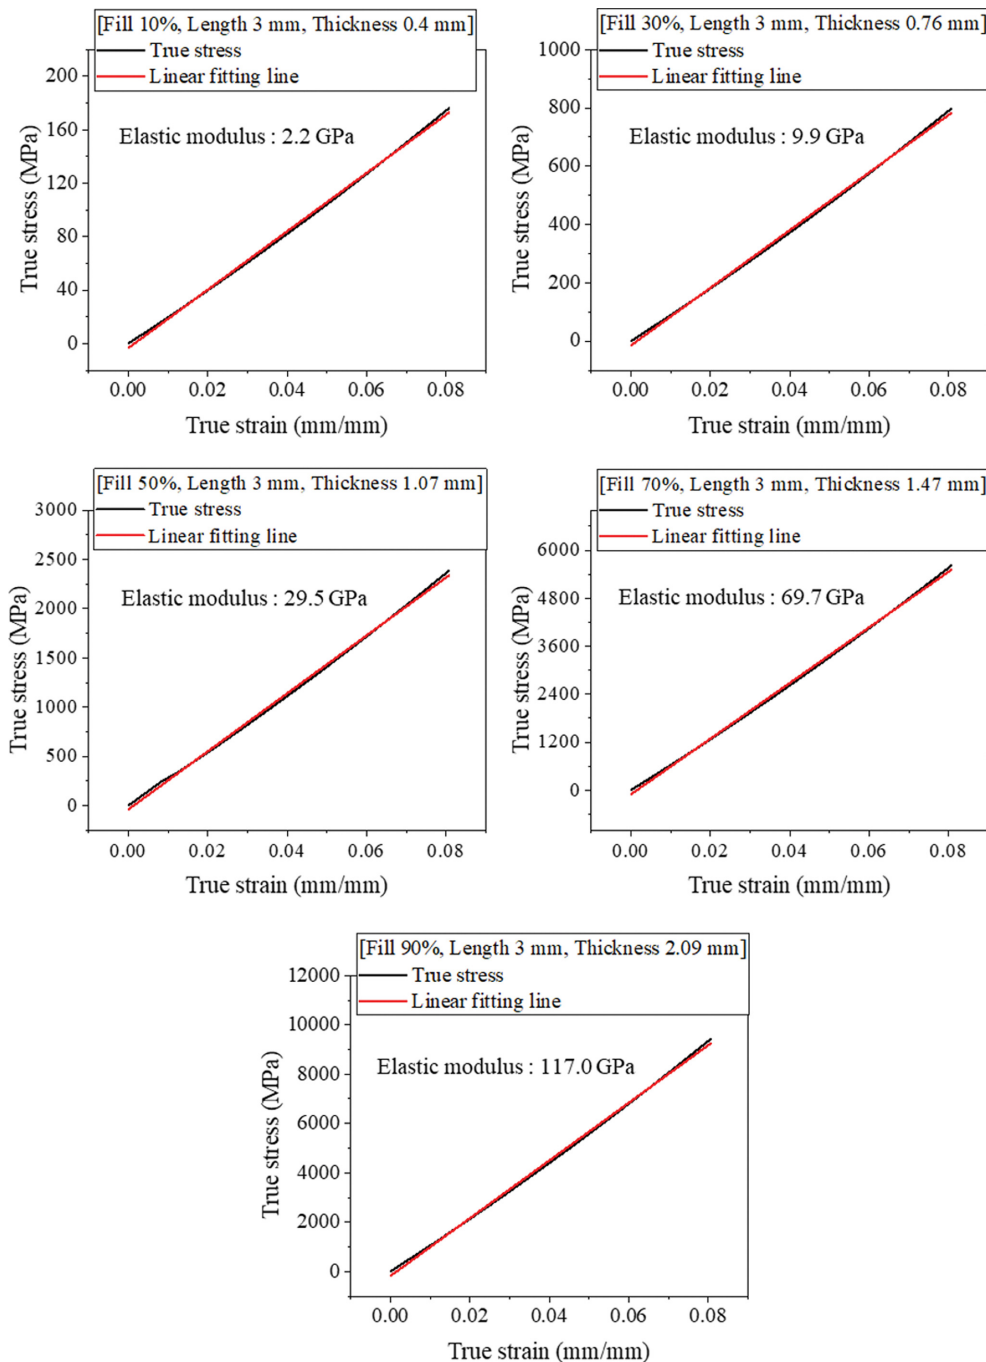 [Fill 10%, Length 3 mm, Thickness 0.4 mm]
True stress
Linear fitting line
Elastic modulus : 2.2 GPa
200
160
120
80
40
0
True stress (MPa)
0.00 0.02 0.04 0.06 0.08
True strain (mm/mm)
[Fill 30%, Length 3 mm, Thickness 0.76 mm]
True stress
Linear fitting line
Elastic modulus : 9.9 GPa
1000
800
600
400
200
0
True stress (MPa)
0.00 0.02 0.04 0.06 0.08
True strain (mm/mm)
[Fill 50%, Length 3 mm, Thickness 1.07 mm]
True stress
Linear fitting line
Elastic modulus : 29.5 GPa
3000
2500
2000
1500
1000
500
0
True stress (MPa)
0.00 0.02 0.04 0.06 0.08
True strain (mm/mm)
[Fill 70%, Length 3 mm, Thickness 1.47 mm]
True stress
Linear fitting line
Elastic modulus : 69.7 GPa
6000
4800
3600
2400
1200
0
True stress (MPa)
0.00 0.02 0.04 0.06 0.08
True strain (mm/mm)
[Fill 90%, Length 3 mm, Thickness 2.09 mm]
True stress
Linear fitting line
Elastic modulus : 117.0 GPa
12000
10000
8000
6000
4000
2000
0
True stress (MPa)
0.00 0.02 0.04 0.06 0.08
True strain (mm/mm)